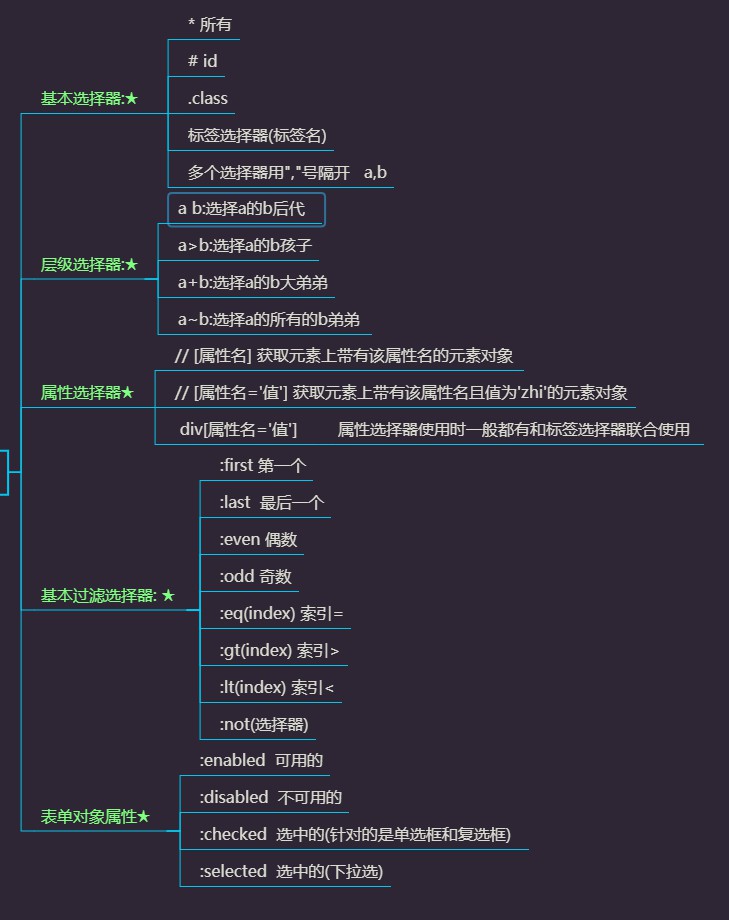 * 所有
# id
基本选择器:★
.class
标签选择器(标签名)
多个选择器用","号隔开 a,b
a b:选择a的b后代
a>b:选择a的b孩子
层级选择器:★
a+b:选择a的b大弟弟
a~b:选择a的所有的b弟弟
// [属性名] 获取元素上带有该属性名的元素对象
属性选择器★
// [属性名='值'] 获取元素上带有该属性名且值为'zhi'的元素对象
div[属性名='值'] 属性选择器使用时一般都有和标签选择器联合使用
:first 第一个
:last 最后一个
:even 偶数
:odd 奇数
基本过滤选择器: ★
:eq(index) 索引=
:gt(index) 索引>
:lt(index) 索引<
:not(选择器)
:enabled 可用的
:disabled 不可用的
表单对象属性★
:checked 选中的(针对的是单选框和复选框)
:selected 选中的(下拉选)